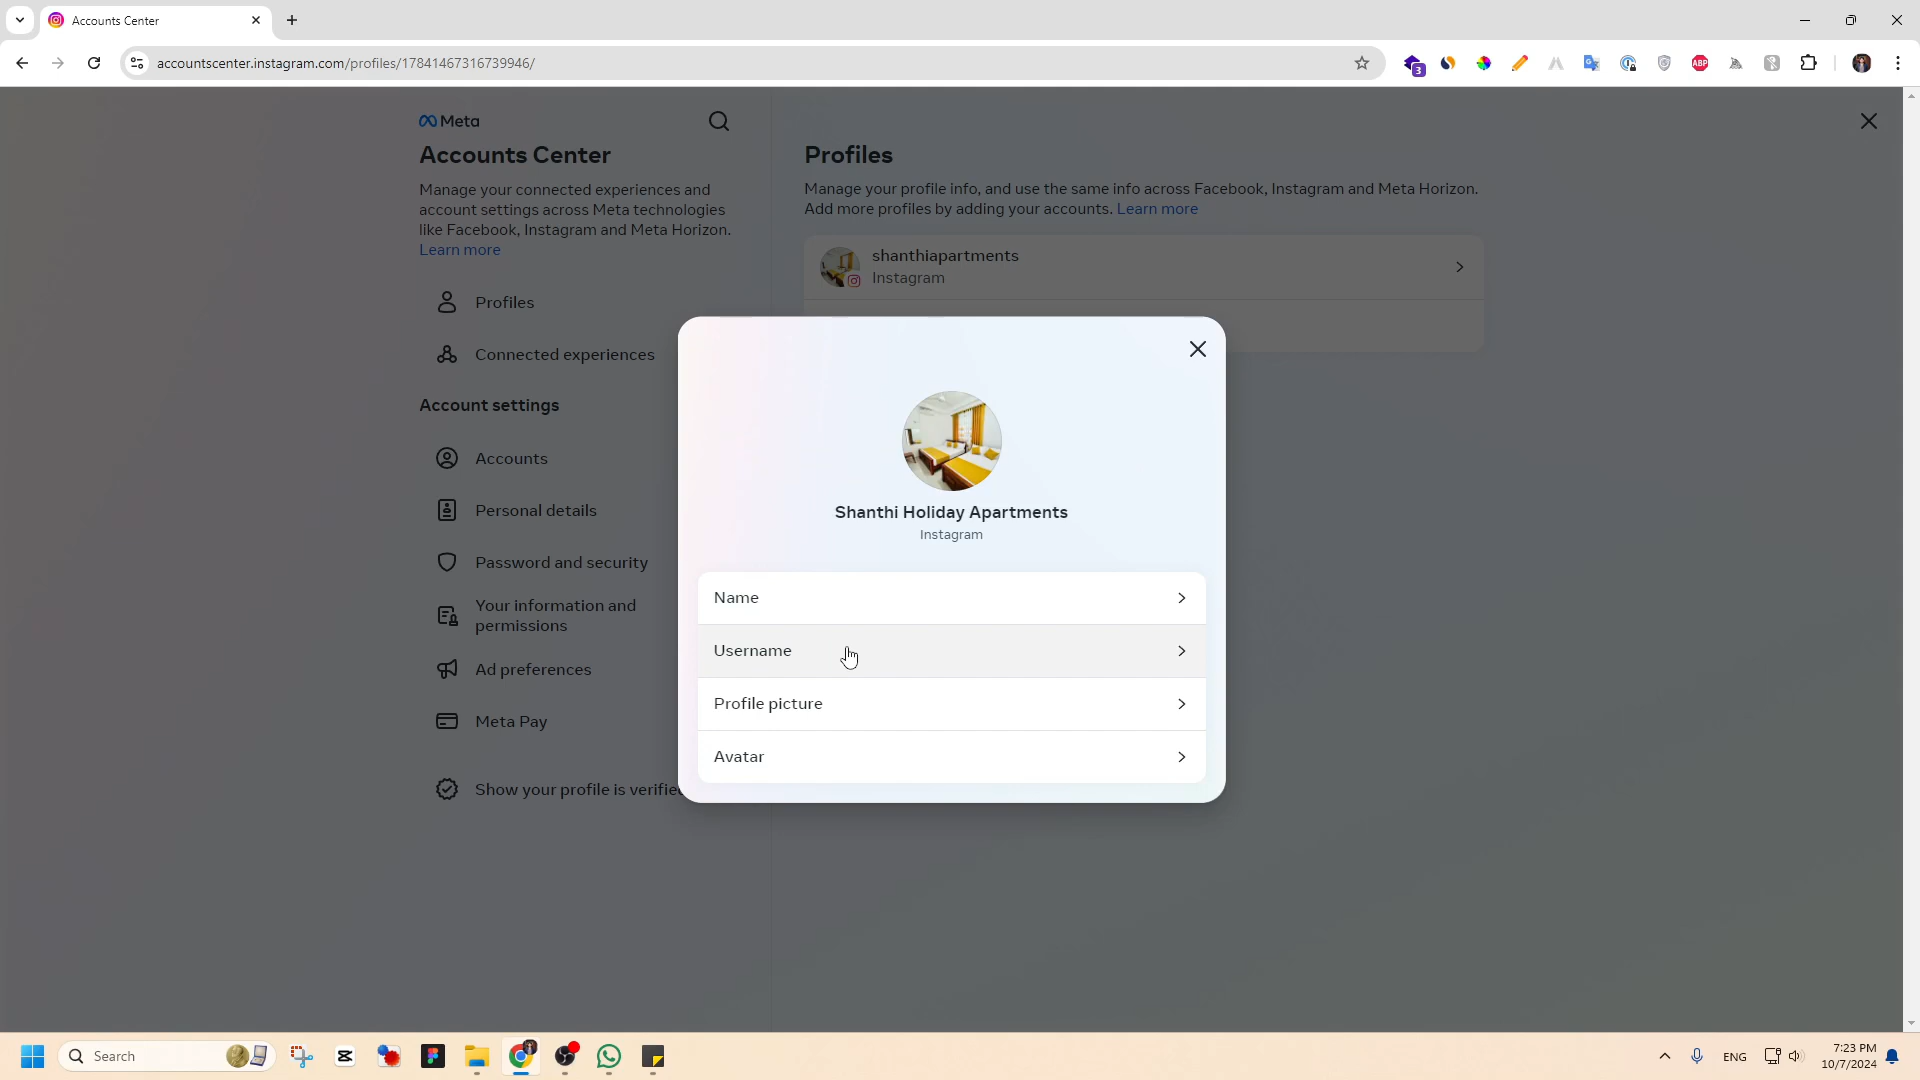 Accounts Center
accountscenter.instagram.com/profiles/17841467316739946/
3
ABP
Meta
Accounts Center
Manage your connected experiences and
account settings across Meta technologies
like Facebook, Instagram and Meta Horizon.
Learn more
Profiles
Connected experiences
Account settings
Accounts
Personal details
Password and security
Your information and
permissions
Ad preferences
Meta Pay
Show your profile is verifie
Profiles
Manage your profile info, and use the same info across Facebook, Instagram and Meta Horizon.
Add more profiles by adding your accounts. Learn more
shanthiapartments
Instagram
Shanthi Holiday Apartments
Instagram
Name
Username
Profile picture
Avatar
Search
ENG
7:23 PM
10/7/2024